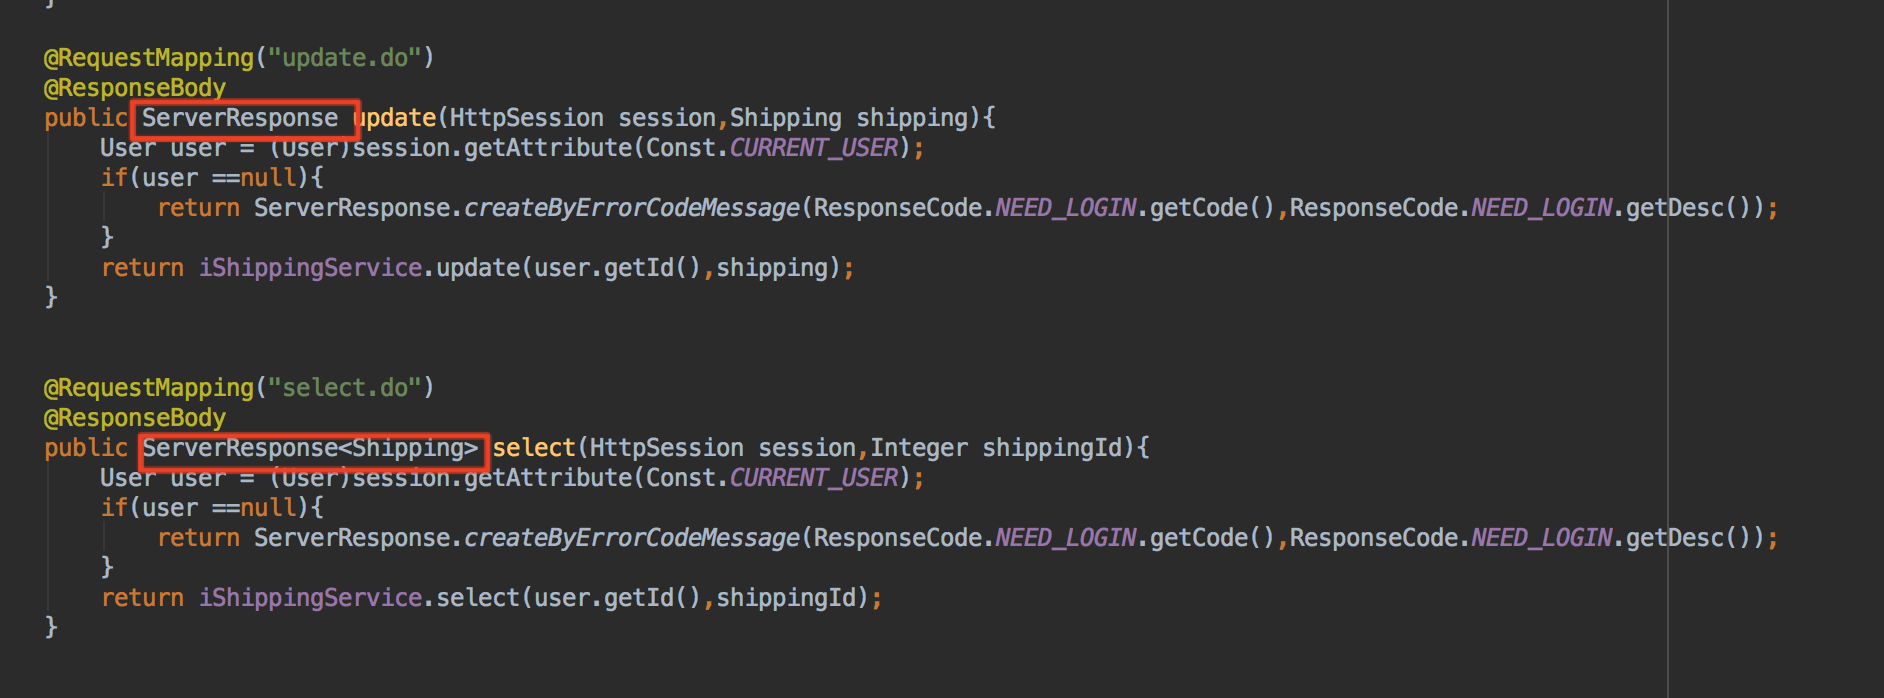 }
@RequestMapping("update.do")
@ResponseBody
public ServerResponse update(HttpSession session,Shipping shipping){
User user = (User)session.getAttribute(Const.CURRENT_USER);
if(user ==null){
return ServerResponse.createByErrorCodeMessage(ResponseCode.NEED_LOGIN.getCode(),ResponseCode.NEED_LOGIN.getDesc());
}
return iShippingService.update(user.getId(),shipping);
}
@RequestMapping("select.do")
@ResponseBody
public ServerResponse<Shipping> select(HttpSession session,Integer shippingId){
User user = (User)session.getAttribute(Const.CURRENT_USER);
if(user ==null){
return ServerResponse.createByErrorCodeMessage(ResponseCode.NEED_LOGIN.getCode(),ResponseCode.NEED_LOGIN.getDesc());
}
return iShippingService.select(user.getId(),shippingId);
}